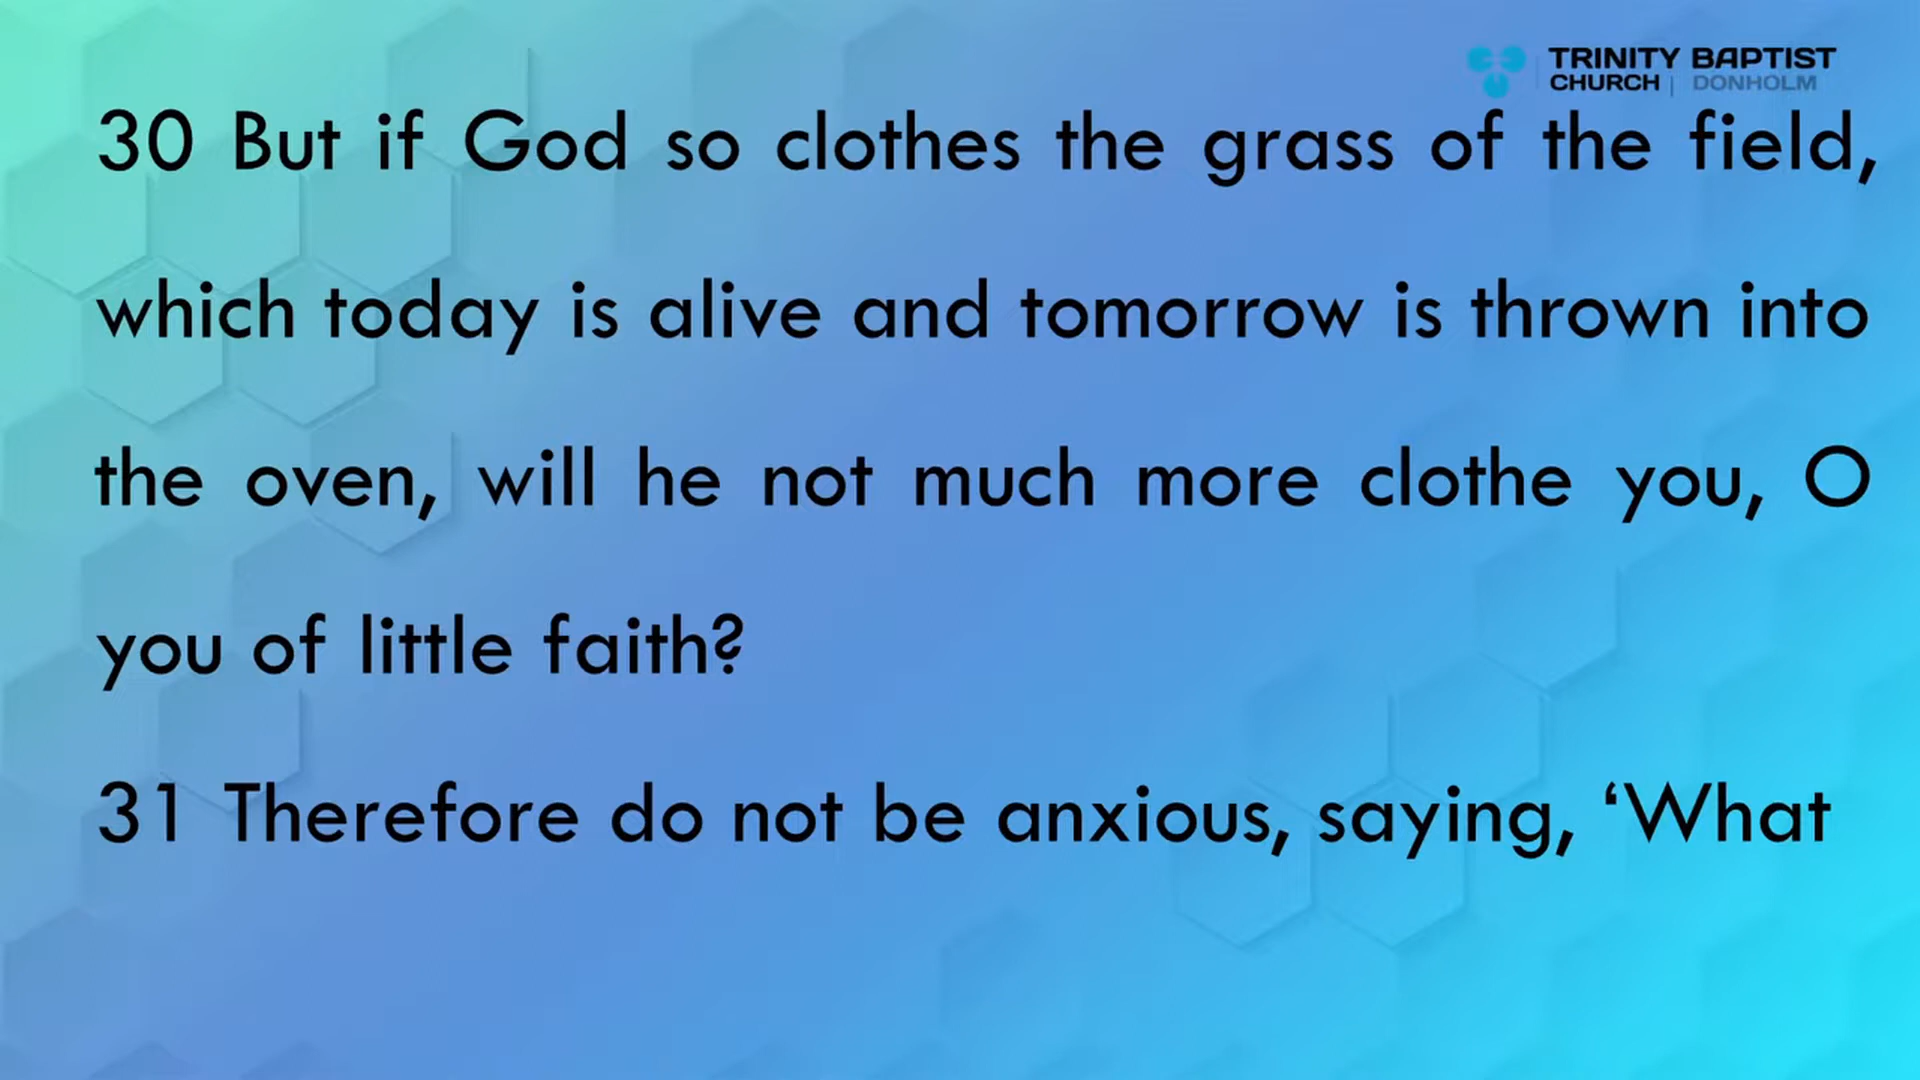 TRINITY BAPTIST
CHURCH | DONHOLM
30 But if God so clothes the grass of the field,
which today is alive and tomorrow is thrown into
the oven, will he not much more clothe you, O
you of little faith?
31 Therefore do not be anxious, saying, ‘What